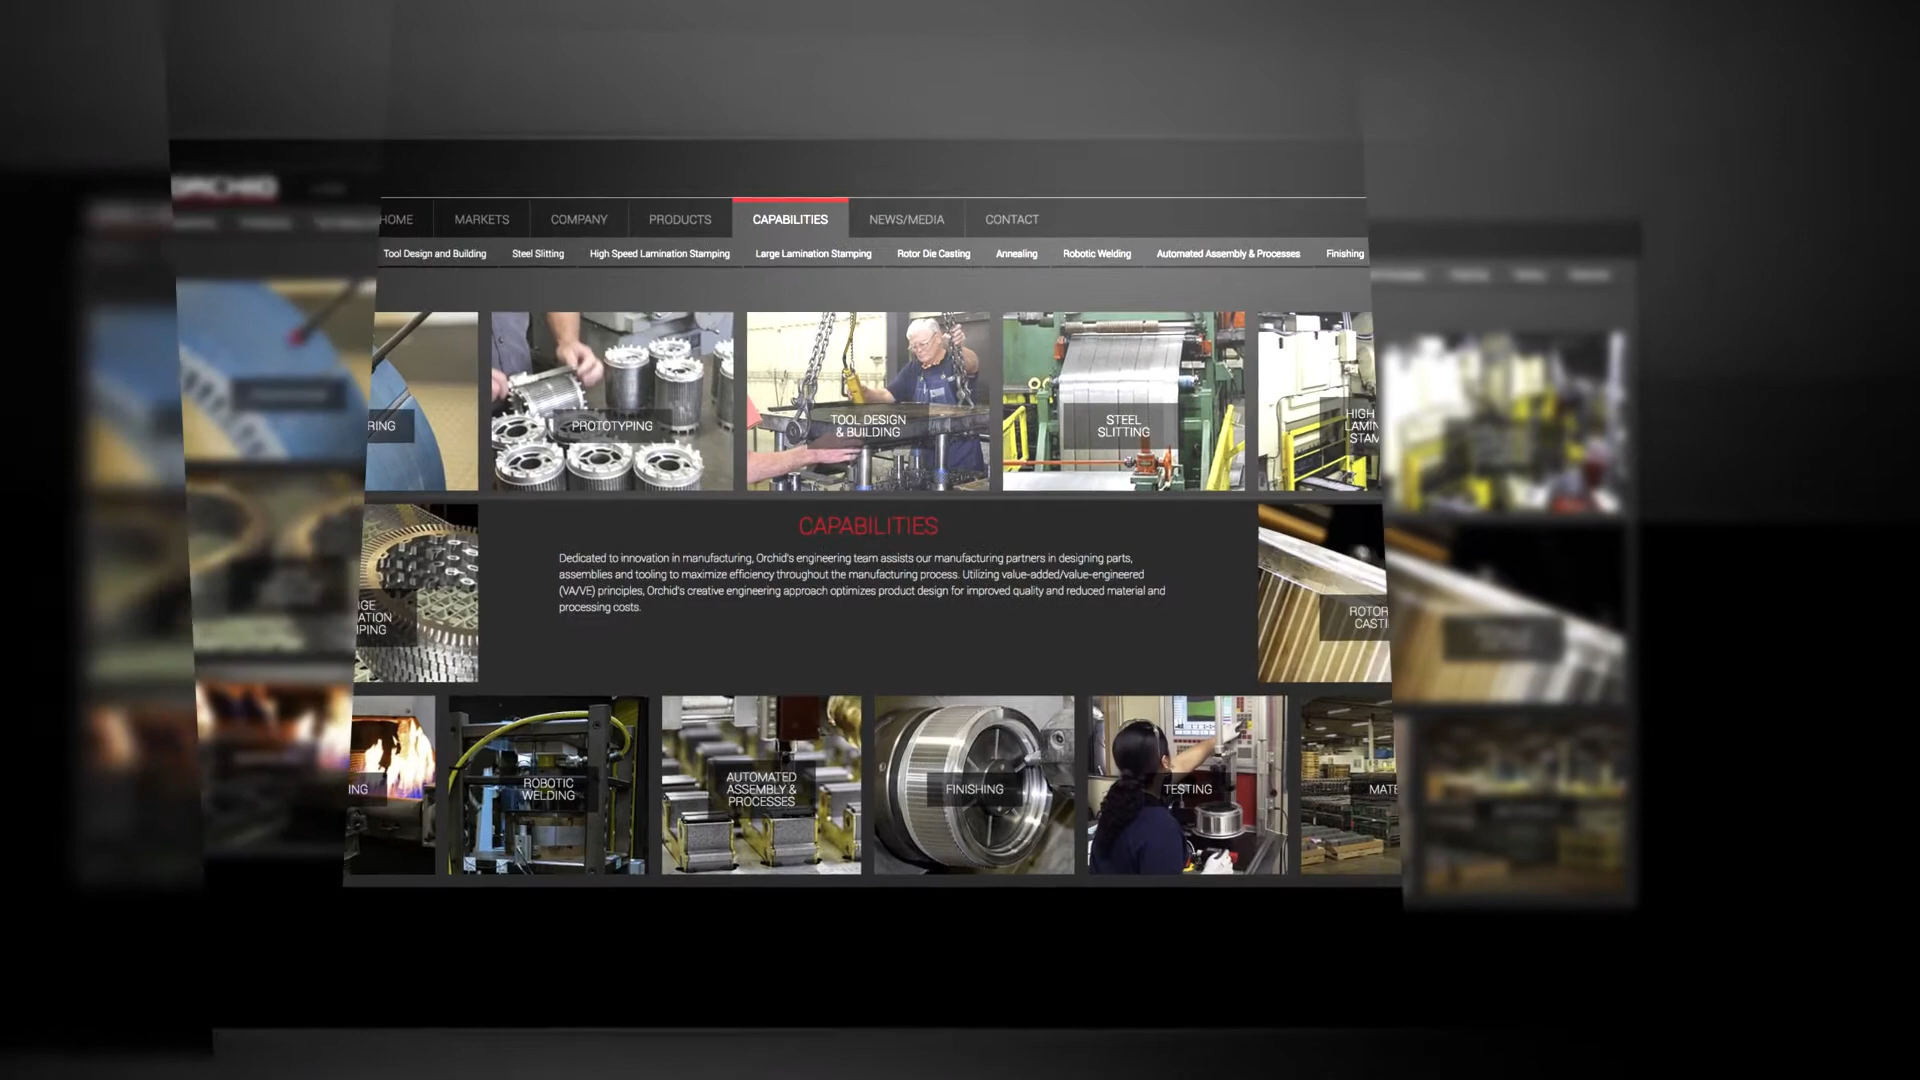 ORCHID
HOME MARKETS COMPANY PRODUCTS CAPABILITIES NEWS/MEDIA CONTACT
Tool Design and Building Steel Slitting High Speed Lamination Stamping Large Lamination Stamping Rotor Die Casting Annealing Robotic Welding Automated Assembly & Processes Finishing
RING
PROTOTYPING
TOOL DESIGN
& BUILDING
STEEL
SLITTING
HIGH
LAMIN
STAM
CAPABILITIES
Dedicated to innovation in manufacturing, Orchid's engineering team assists our manufacturing partners in designing parts,
assemblies and tooling to maximize efficiency throughout the manufacturing process. Utilizing value-added/value-engineered
(VA/VE) principles, Orchid's creative engineering approach optimizes product design for improved quality and reduced material and
processing costs.
GE
ATION
PING
ROTOR
CASTI
ING
ROBOTIC
WELDING
AUTOMATED
ASSEMBLY &
PROCESSES
FINISHING
TESTING
MATE